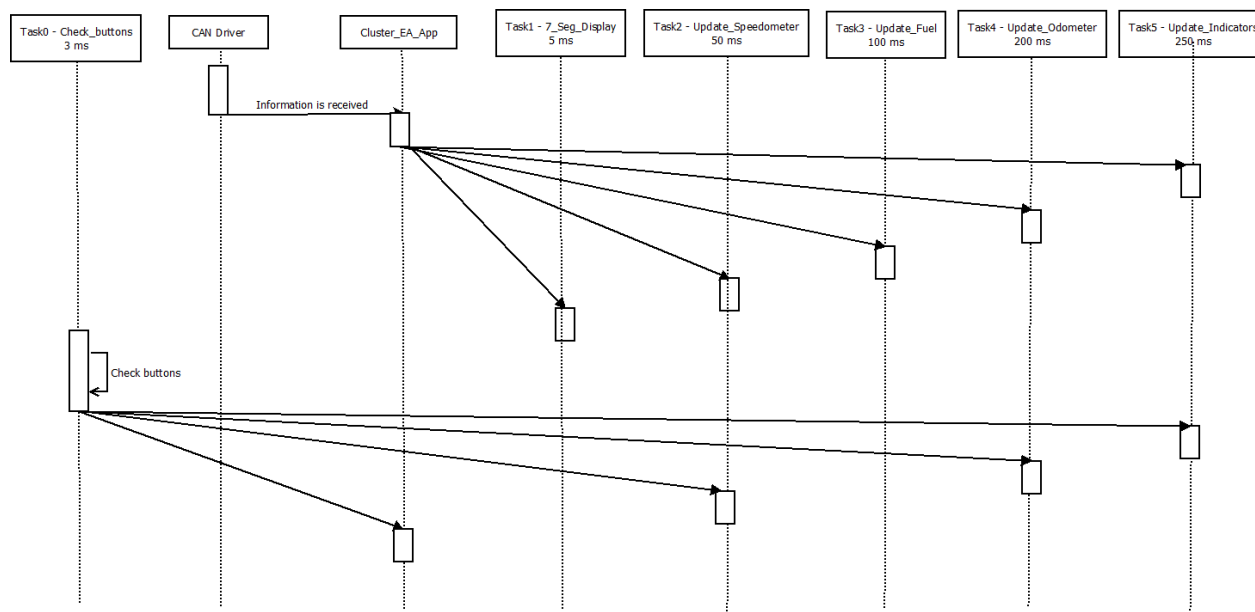 Task0 - Check_buttons
3 ms
CAN Driver
Cluster_EA_App
Task1 - 7_Seg_Display
5 ms
Task2 - Update_Speedometer
50 ms
Task3 - Update_Fuel
100 ms
Task4 - Update_Odometer
200 ms
Task5 - Update_Indicators
250 ms
Information is received
Check buttons